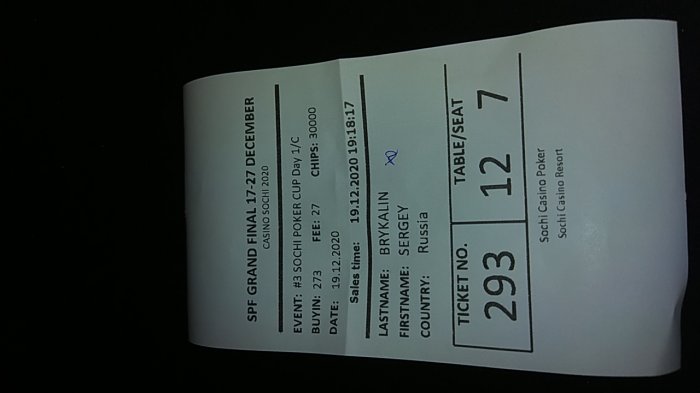 SPF GRAND FINAL 17-27 DECEMBER
CASINO SOCHI 2020
EVENT: #3 SOCHI POKER CUP Day 1/C
BUYIN: 273 FEE: 27 CHIPS: 30000
DATE: 19.12.2020
Sales time: 19.12.2020 19:18:17
LASTNAME: BRYKALIN
FIRSTNAME: SERGEY
COUNTRY: Russia
TICKET NO. TABLE/SEAT
293 12 7
Sochi Casino Poker
Sochi Casino Resort